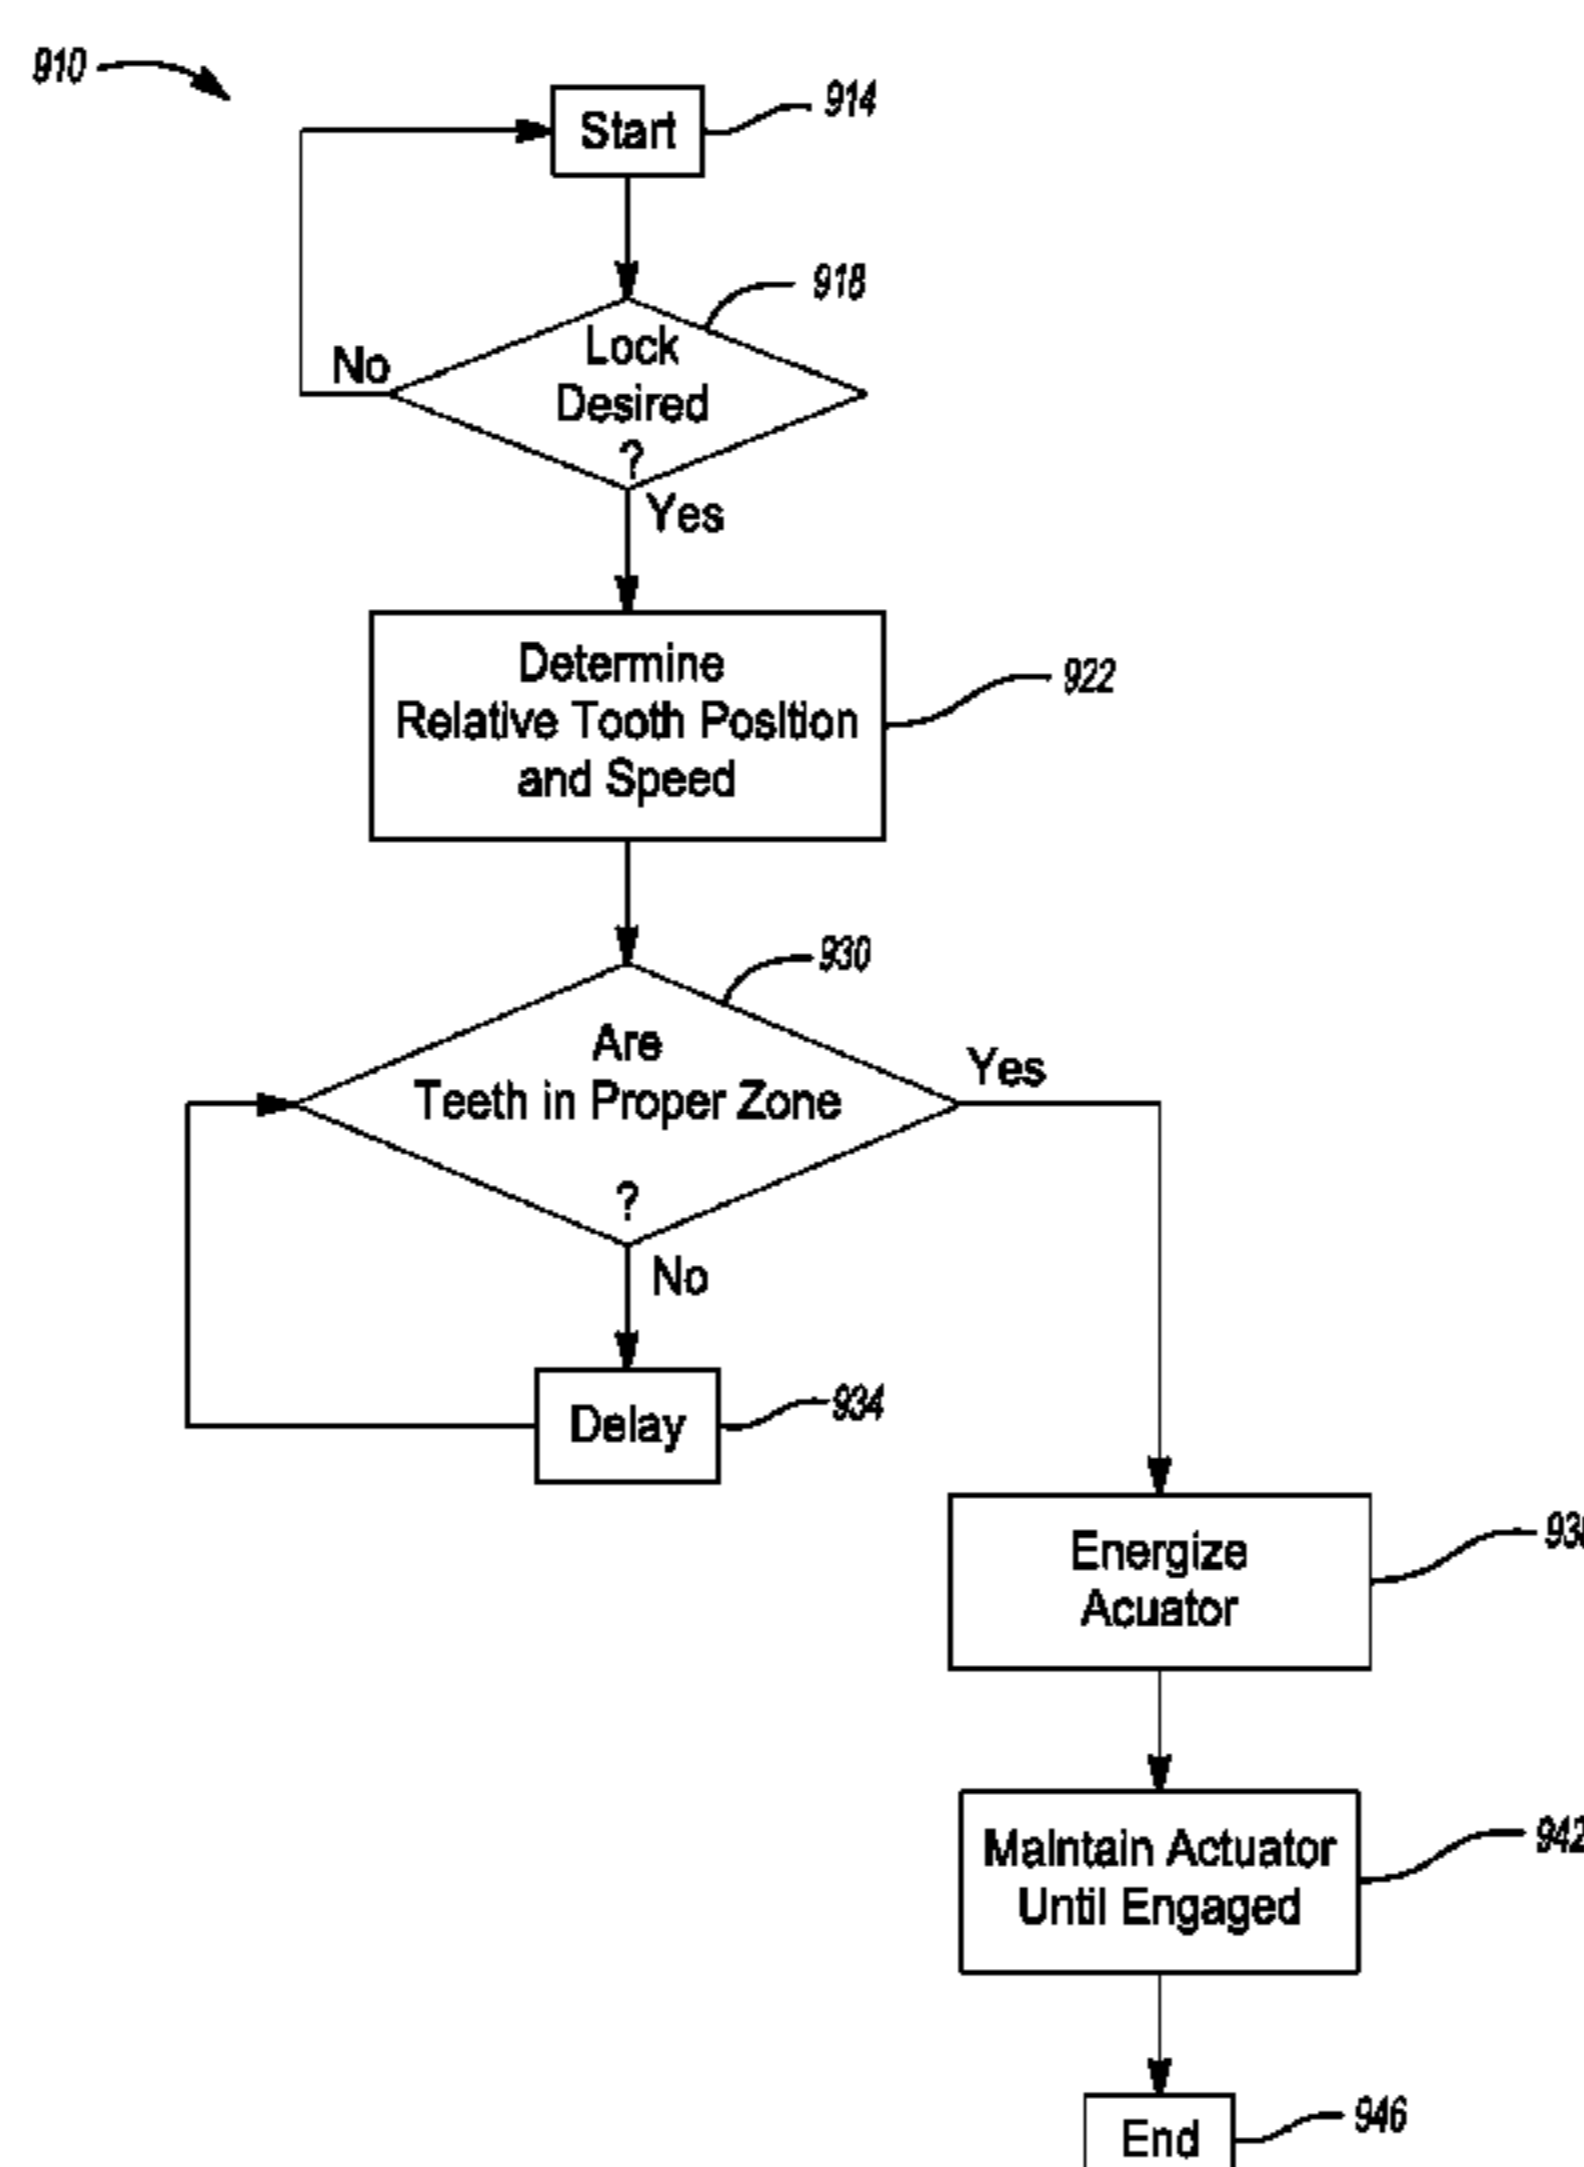 910
Start
914
918
Lock
Desired
?
No
Yes
Determine
Relative Tooth Position
and Speed
922
930
Are
Teeth in Proper Zone
?
Yes
No
Delay
934
Energize
Acuator
Maintain Actuator
Until Engaged
942
End
946